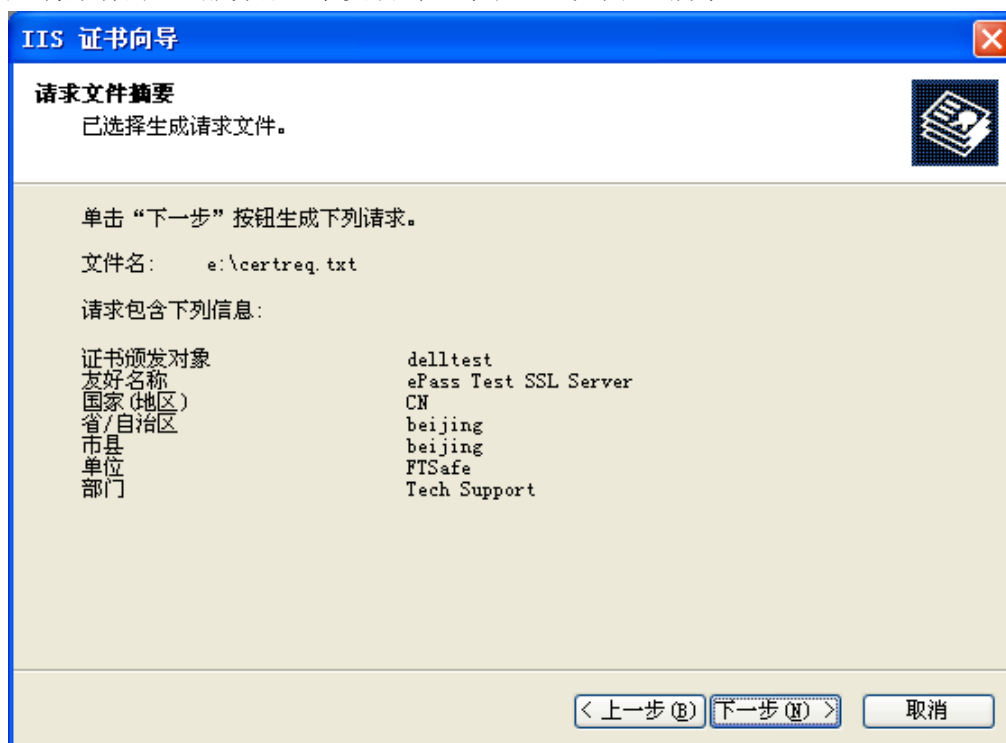 IIS 证书向导
请求文件摘要
已选择生成请求文件。
单击“下一步”按钮生成下列请求。
文件名: e:\certreq.txt
请求包含下列信息:
证书颁发对象 delltest
友好名称 ePass Test SSL Server
国家(地区) CN
省/自治区 beijing
市县 beijing
单位 FTSafe
部门 Tech Support
< 上一步(B) 下一步(N) > 取消